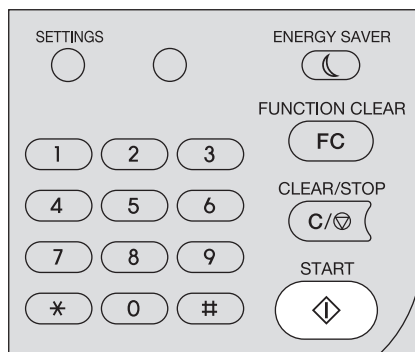 SETTINGS
ENERGY SAVER
FUNCTION CLEAR
FC
1 2 3
CLEAR/STOP
4 5 6
C/
7 8 9
START
* 0 #